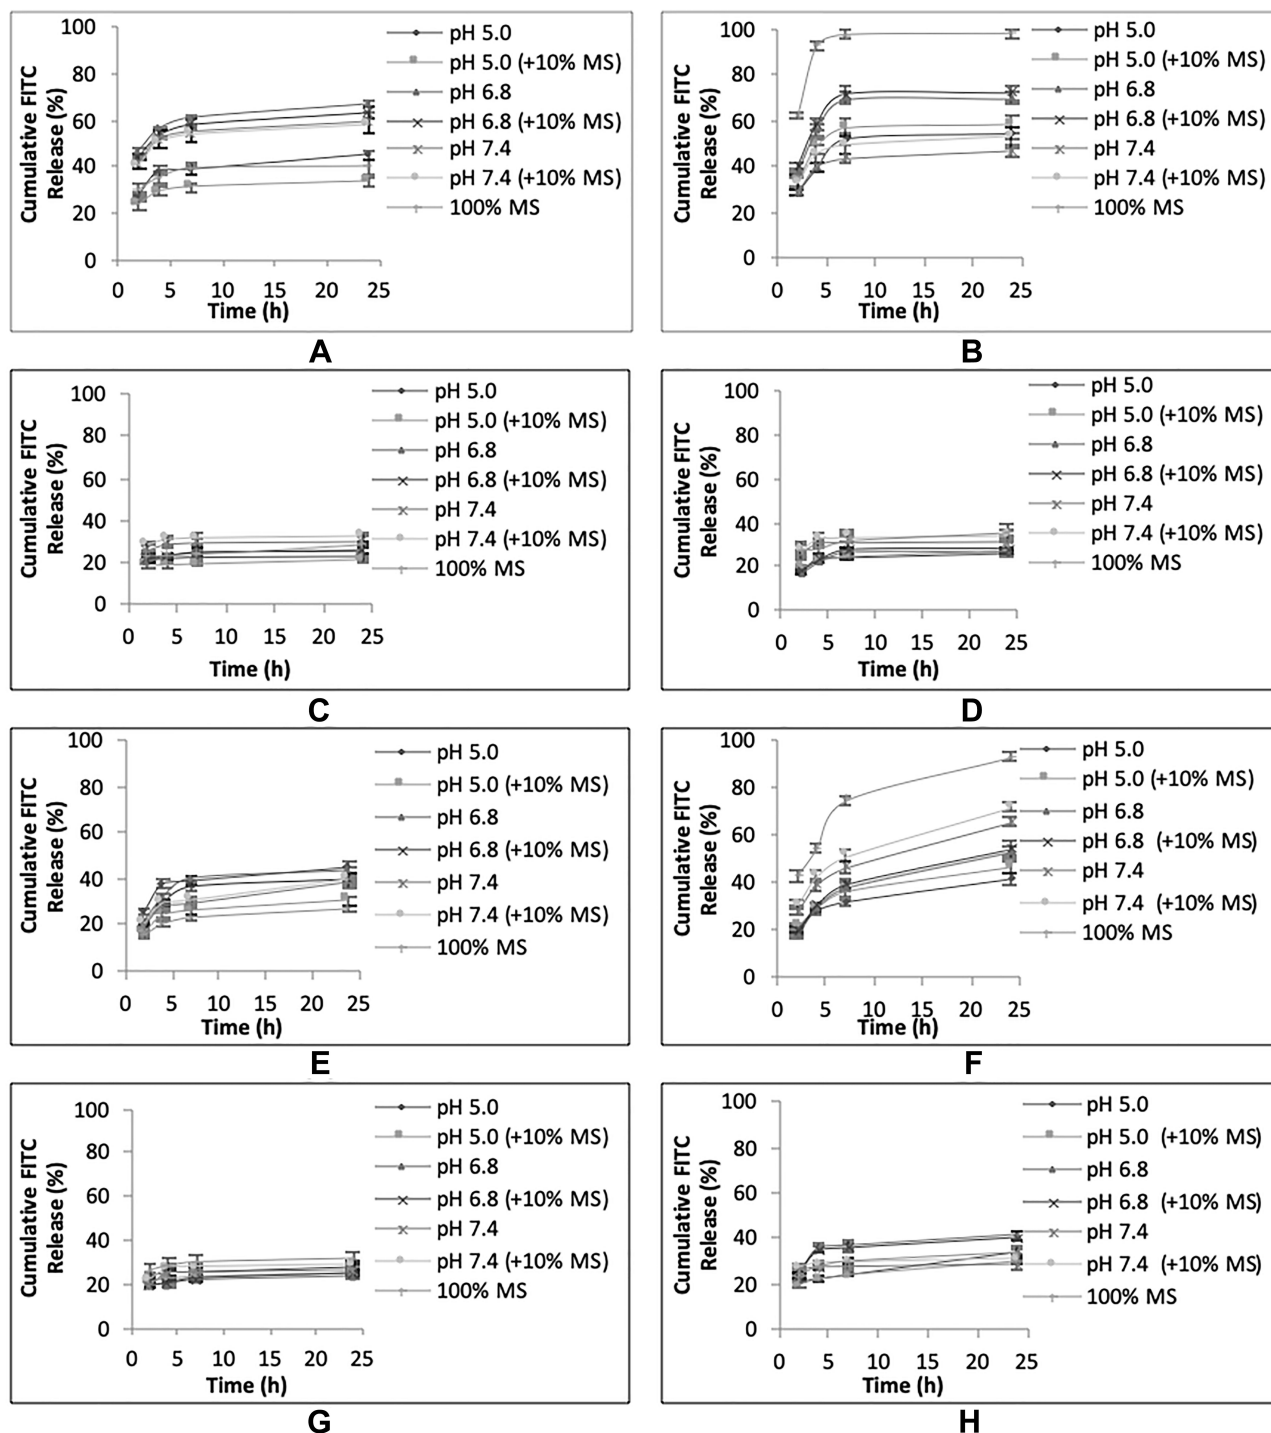 Cumulative FITC
Release (%)
100
80
60
40
20
0
0 5 10 15 20 25
Time (h)
pH 5.0
pH 5.0 (+10% MS)
pH 6.8
pH 6.8 (+10% MS)
pH 7.4
pH 7.4 (+10% MS)
100% MS
A
Cumulative FITC
Release (%)
100
80
60
40
20
0
0 5 10 15 20 25
Time (h)
pH 5.0
pH 5.0 (+10% MS)
pH 6.8
pH 6.8 (+10% MS)
pH 7.4
pH 7.4 (+10% MS)
100% MS
B
Cumulative FITC
Release (%)
100
80
60
40
20
0
0 5 10 15 20 25
Time (h)
pH 5.0
pH 5.0 (+10% MS)
pH 6.8
pH 6.8 (+10% MS)
pH 7.4
pH 7.4 (+10% MS)
100% MS
C
Cumulative FITC
Release (%)
100
80
60
40
20
0
0 5 10 15 20 25
Time (h)
pH 5.0
pH 5.0 (+10% MS)
pH 6.8
pH 6.8 (+10% MS)
pH 7.4
pH 7.4 (+10% MS)
100% MS
D
Cumulative FITC
Release (%)
100
80
60
40
20
0
0 5 10 15 20 25
Time (h)
pH 5.0
pH 5.0 (+10% MS)
pH 6.8
pH 6.8 (+10% MS)
pH 7.4
pH 7.4 (+10% MS)
100% MS
E
Cumulative FITC
Release (%)
100
80
60
40
20
0
0 5 10 15 20 25
Time (h)
pH 5.0
pH 5.0 (+10% MS)
pH 6.8
pH 6.8 (+10% MS)
pH 7.4
pH 7.4 (+10% MS)
100% MS
F
Cumulative FITC
Release (%)
100
80
60
40
20
0
0 5 10 15 20 25
Time (h)
pH 5.0
pH 5.0 (+10% MS)
pH 6.8
pH 6.8 (+10% MS)
pH 7.4
pH 7.4 (+10% MS)
100% MS
G
Cumulative FITC
Release (%)
100
80
60
40
20
0
0 5 10 15 20 25
Time (h)
pH 5.0
pH 5.0 (+10% MS)
pH 6.8
pH 6.8 (+10% MS)
pH 7.4
pH 7.4 (+10% MS)
100% MS
H